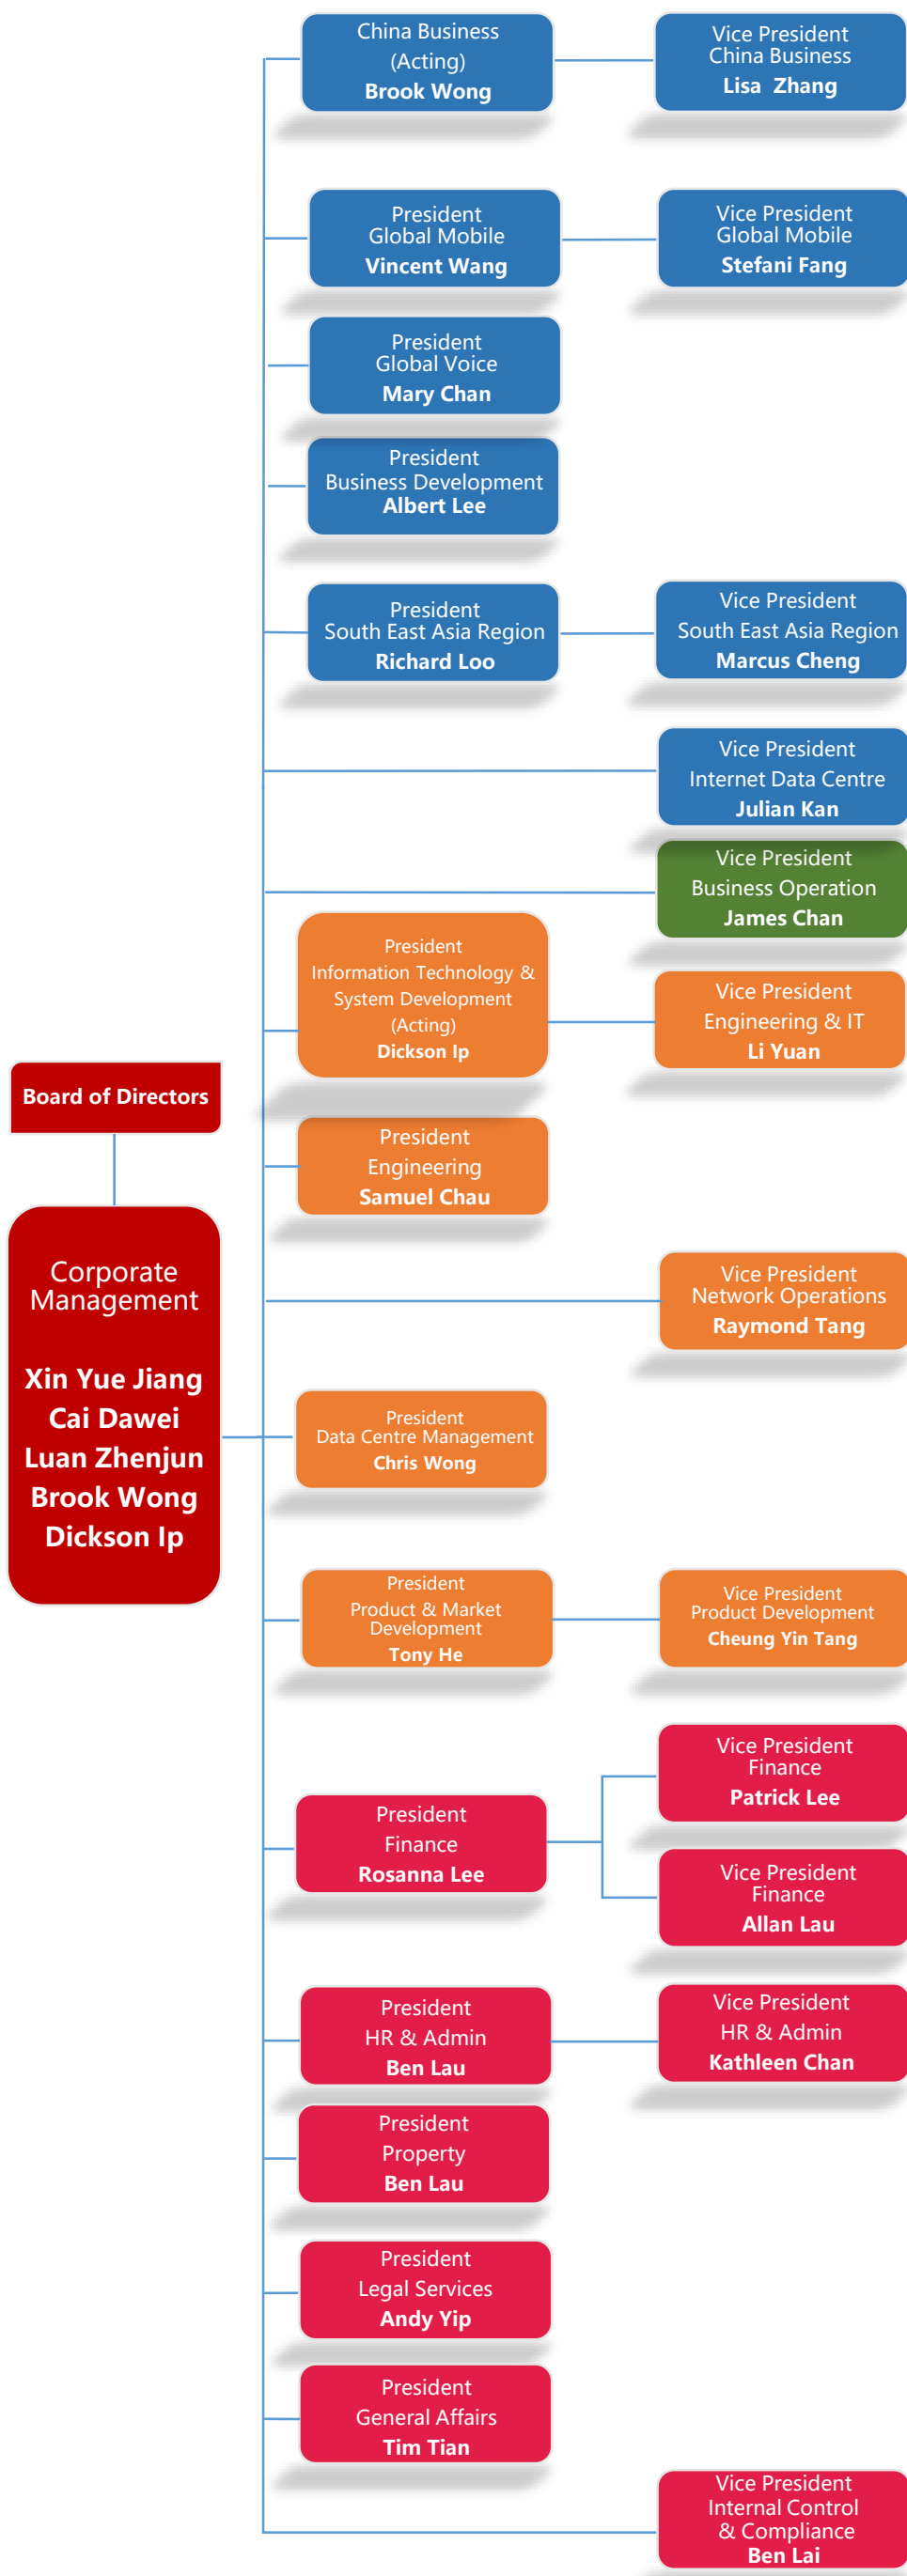 China Business
(Acting)
Brook Wong
Vice President
China Business
Lisa Zhang
President
Global Mobile
Vincent Wang
Vice President
Global Mobile
Stefani Fang
President
Global Voice
Mary Chan
President
Business Development
Albert Lee
President
South East Asia Region
Richard Loo
Vice President
South East Asia Region
Marcus Cheng
Vice President
Internet Data Centre
Julian Kan
Vice President
Business Operation
James Chan
President
Information Technology &
System Development
(Acting)
Dickson Ip
Vice President
Engineering & IT
Li Yuan
Board of Directors
President
Engineering
Samuel Chau
Corporate
Management
Xin Yue Jiang
Cai Dawei
Luan Zhenjun
Brook Wong
Dickson Ip
Vice President
Network Operations
Raymond Tang
President
Data Centre Management
Chris Wong
President
Product & Market
Development
Tony He
Vice President
Product Development
Cheung Yin Tang
President
Finance
Rosanna Lee
Vice President
Finance
Patrick Lee
Vice President
Finance
Allan Lau
President
HR & Admin
Ben Lau
Vice President
HR & Admin
Kathleen Chan
President
Property
Ben Lau
President
Legal Services
Andy Yip
President
General Affairs
Tim Tian
Vice President
Internal Control
& Compliance
Ben Lai